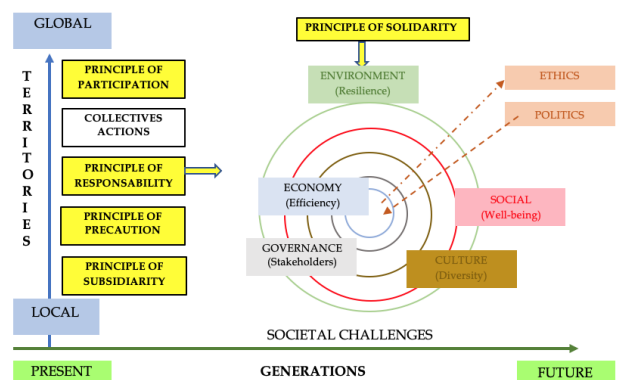 GLOBAL
TERRITORIES
PRINCIPLE OF
PARTICIPATION
COLLECTIVES
ACTIONS
PRINCIPLE OF
RESPONSABILITY
PRINCIPLE OF
PRECAUTION
PRINCIPLE OF
SUBSIDIARITY
LOCAL
PRINCIPLE OF SOLIDARITY
ENVIRONMENT
(Resilience)
ETHICS
POLITICS
ECONOMY
(Efficiency)
SOCIAL
(Well-being)
GOVERNANCE
(Stakeholders)
CULTURE
(Diversity)
SOCIETAL CHALLENGES
PRESENT
GENERATIONS
FUTURE